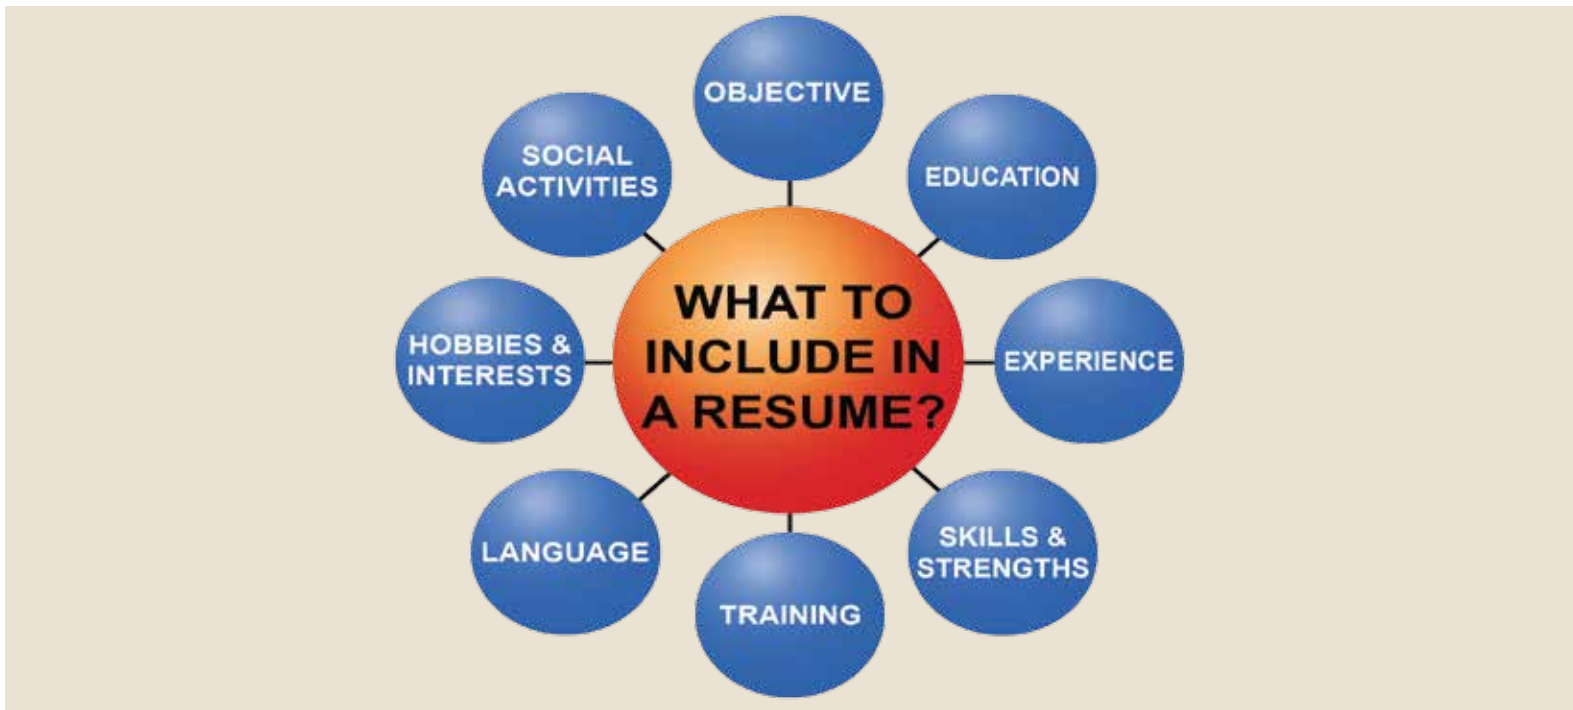 WHAT TO
INCLUDE IN
A RESUME?
OBJECTIVE
EDUCATION
EXPERIENCE
SKILLS &
STRENGTHS
TRAINING
LANGUAGE
HOBBIES &
INTERESTS
SOCIAL
ACTIVITIES